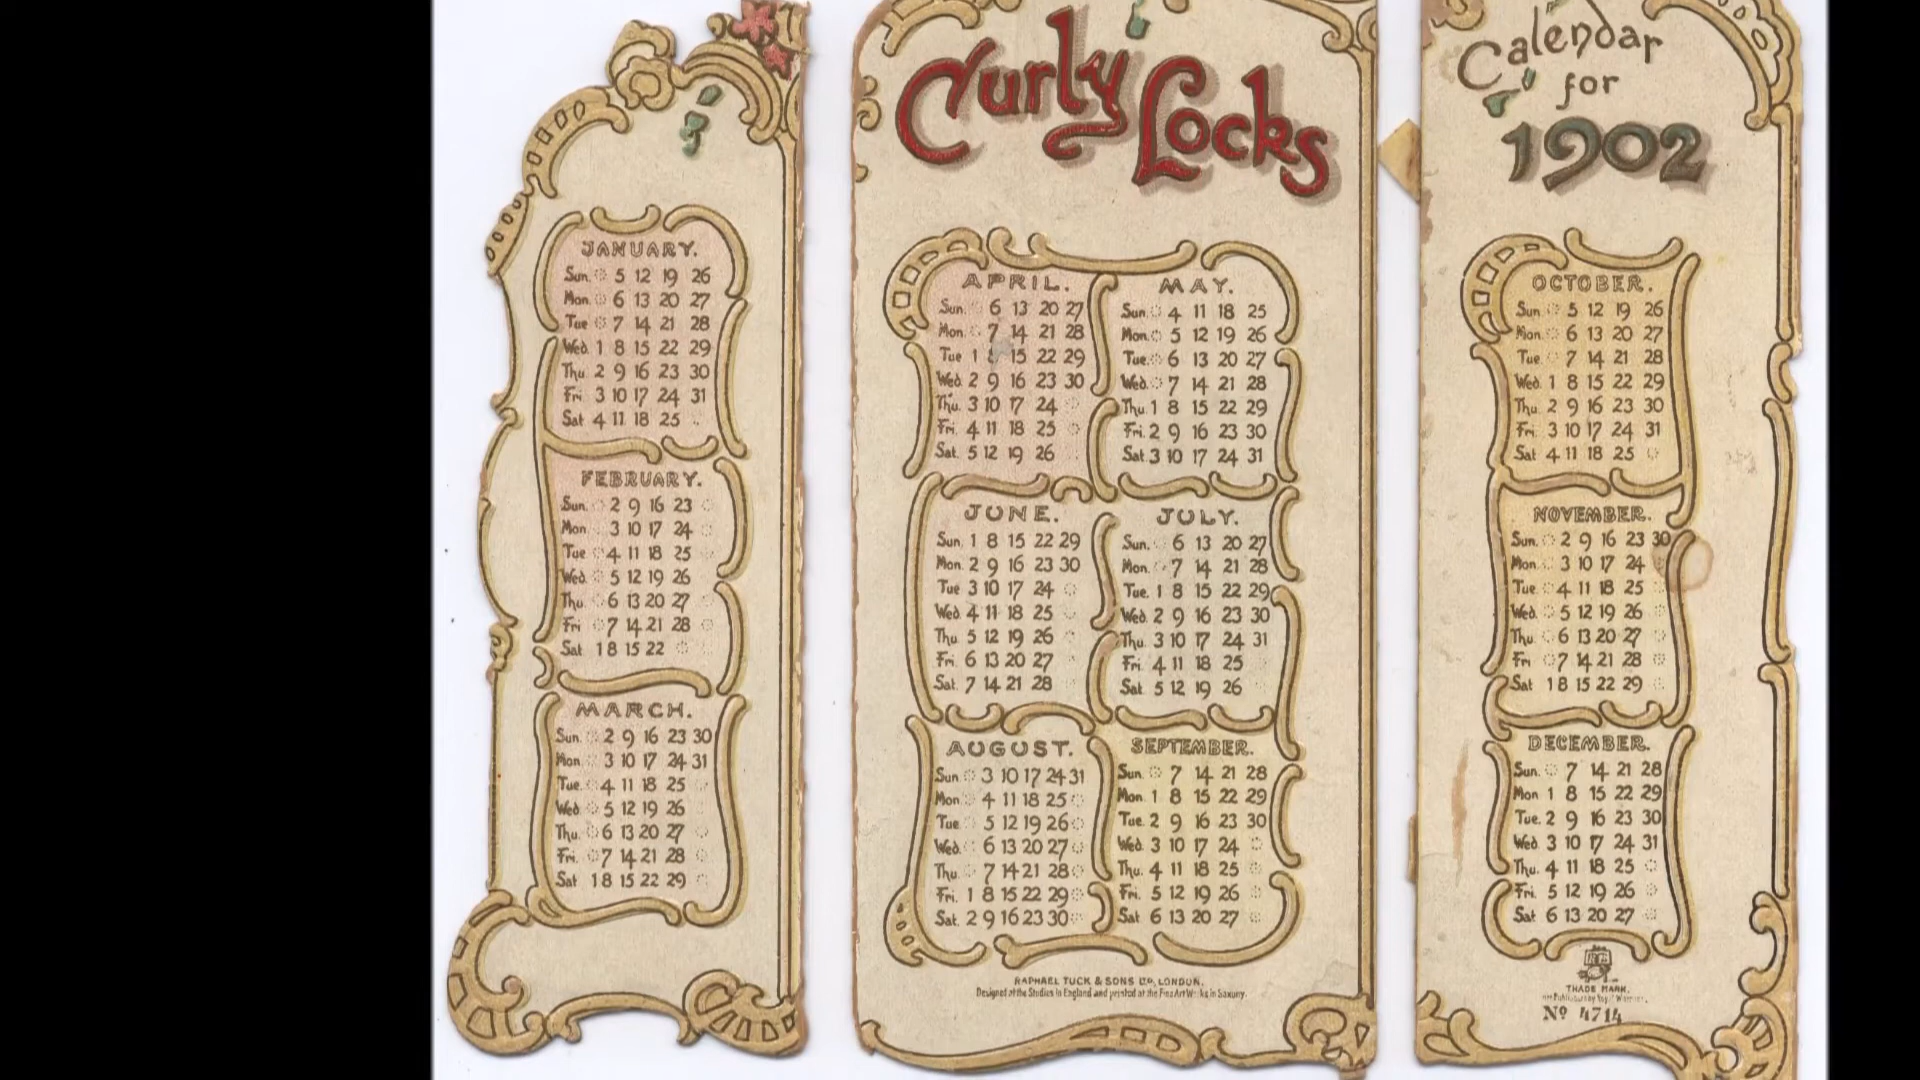 JANUARY.
Sun. 5 12 19 26
Mon. 6 13 20 27
Tue 7 14 21 28
Wed. 1 8 15 22 29
Thu. 2 9 16 23 30
Fri 3 10 17 24 31
Sat 4 11 18 25
FEBRUARY.
Sun. 2 9 16 23
Mon. 3 10 17 24
Tue 4 11 18 25
Wed. 5 12 19 26
Thu. 6 13 20 27
Fri 7 14 21 28
Sat 1 8 15 22
MARCH.
Sun. 2 9 16 23 30
Mon. 3 10 17 24 31
Tue. 4 11 18 25
Wed 5 12 19 26
Thu. 6 13 20 27
Fri. 7 14 21 28
Sat 1 8 15 22 29
Curly Locks
APRIL.
Sun. 6 13 20 27
Mon. 7 14 21 28
Tue 1 8 15 22 29
Wed. 2 9 16 23 30
Thu. 3 10 17 24
Fri. 4 11 18 25
Sat. 5 12 19 26
MAY.
Sun. 4 11 18 25
Mon. 5 12 19 26
Tue. 6 13 20 27
Wed. 7 14 21 28
Thu. 1 8 15 22 29
Fri. 2 9 16 23 30
Sat. 3 10 17 24 31
JUNE.
Sun. 1 8 15 22 29
Mon. 2 9 16 23 30
Tue 3 10 17 24
Wed. 4 11 18 25
Thu. 5 12 19 26
Fri. 6 13 20 27
Sat. 7 14 21 28
JULY.
Sun. 6 13 20 27
Mon. 7 14 21 28
Tue. 1 8 15 22 29
Wed. 2 9 16 23 30
Thu. 3 10 17 24 31
Fri. 4 11 18 25
Sat. 5 12 19 26
AUGUST.
Sun. 3 10 17 24 31
Mon. 4 11 18 25
Tue 5 12 19 26
Wed. 6 13 20 27
Thu. 7 14 21 28
Fri. 1 8 15 22 29
Sat. 2 9 16 23 30
SEPTEMBER.
Sun. 7 14 21 28
Mon. 1 8 15 22 29
Tue. 2 9 16 23 30
Wed. 3 10 17 24
Thu. 4 11 18 25
Fri. 5 12 19 26
Sat 6 13 20 27
RAPHAEL TUCK & SONS LD, LONDON.
Designed at the Studios in England and printed at the Fine Art Works in Saxony.
Calendar
for
1902
OCTOBER.
Sun. 5 12 19 26
Mon. 6 13 20 27
Tue. 7 14 21 28
Wed. 1 8 15 22 29
Thu. 2 9 16 23 30
Fri. 3 10 17 24 31
Sat 4 11 18 25
NOVEMBER.
Sun. 2 9 16 23 30
Mon. 3 10 17 24
Tue. 4 11 18 25
Wed. 5 12 19 26
Thu. 6 13 20 27
Fri 7 14 21 28
Sat 1 8 15 22 29
DECEMBER.
Sun. 7 14 21 28
Mon 1 8 15 22 29
Tue. 2 9 16 23 30
Wed. 3 10 17 24 31
Thu. 4 11 18 25
Fri. 5 12 19 26
Sat 6 13 20 27
TRADE MARK.
No 4714